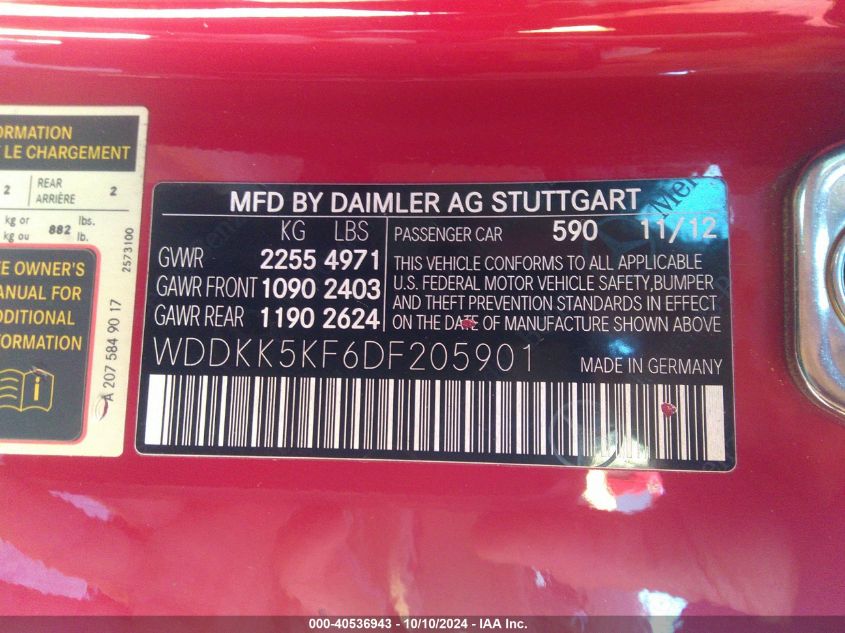 ORMATION
LE CHARGEMENT
2 REAR ARRIÈRE 2
kg or 882 lbs.
kg ou lb.
E OWNER'S
ANUAL FOR
DDITIONAL
FORMATION
2573100
A 207 584 90 17
MFD BY DAIMLER AG STUTTGART
KG LBS
GVWR 2255 4971
GAWR FRONT 1090 2403
GAWR REAR 1190 2624
PASSENGER CAR 590 11/12
THIS VEHICLE CONFORMS TO ALL APPLICABLE
U.S. FEDERAL MOTOR VEHICLE SAFETY,BUMPER
AND THEFT PREVENTION STANDARDS IN EFFECT
ON THE DATE OF MANUFACTURE SHOWN ABOVE
WDDKK5KF6DF205901 MADE IN GERMANY
000-40536943 - 10/10/2024 - IAA Inc.